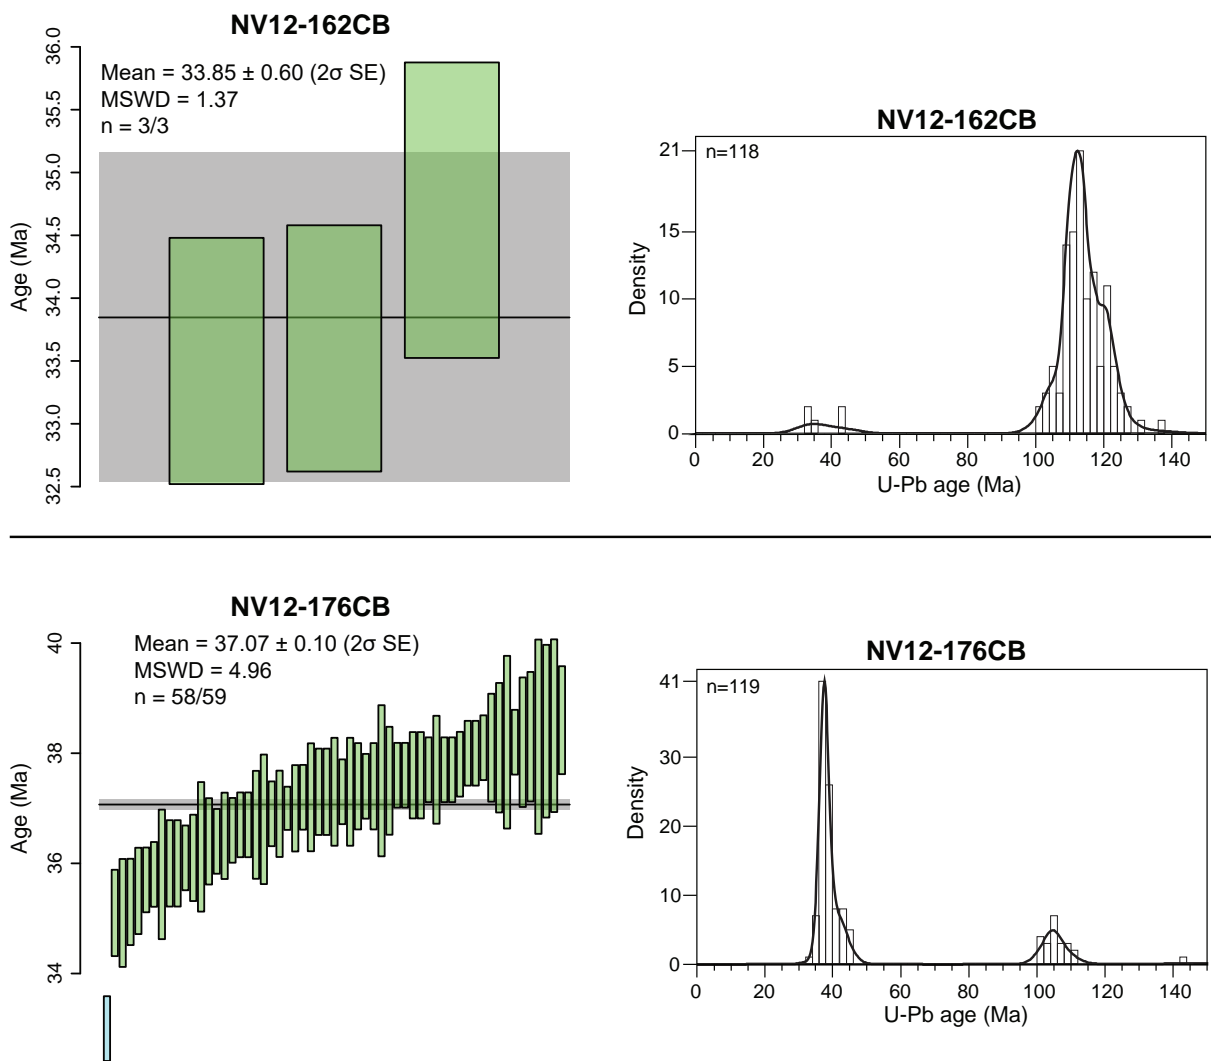 NV12-162CB
Mean = 33.85 ± 0.60 (2σ SE)
MSWD = 1.37
n = 3/3
Age (Ma)
36.0
35.5
35.0
34.5
34.0
33.5
33.0
32.5
NV12-162CB
n=118
Density
21
15
10
5
0
0 20 40 60 80 100 120 140
U-Pb age (Ma)
NV12-176CB
Mean = 37.07 ± 0.10 (2σ SE)
MSWD = 4.96
n = 58/59
Age (Ma)
40
38
36
34
NV12-176CB
n=119
Density
41
30
20
10
0
0 20 40 60 80 100 120 140
U-Pb age (Ma)